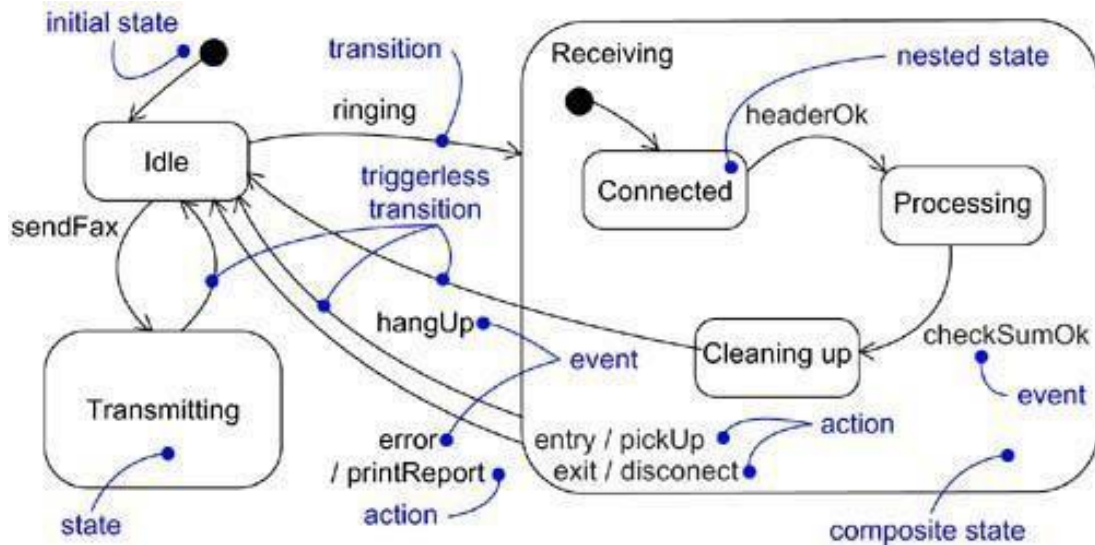 initial state
transition
Receiving
nested state
ringing
headerOk
Idle
triggerless
transition
Connected
Processing
sendFax
hangUp
Cleaning up
checkSumOk
event
event
Transmitting
error
/ printReport
entry / pickUp
exit / disconect
action
state
action
composite state